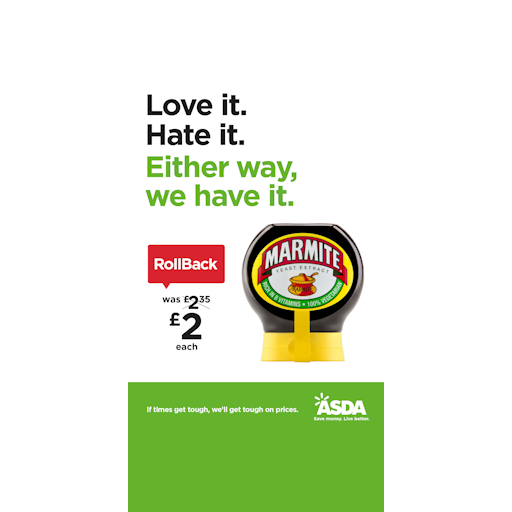 Love it.
Hate it.
Either way,
we have it.
RollBack
was £2.35
£2
each
MARMITE
YEAST EXTRACT
RICH IN B VITAMINS • 100% VEGETARIAN
If times get tough, we'll get tough on prices.
ASDA
Save money. Live better.